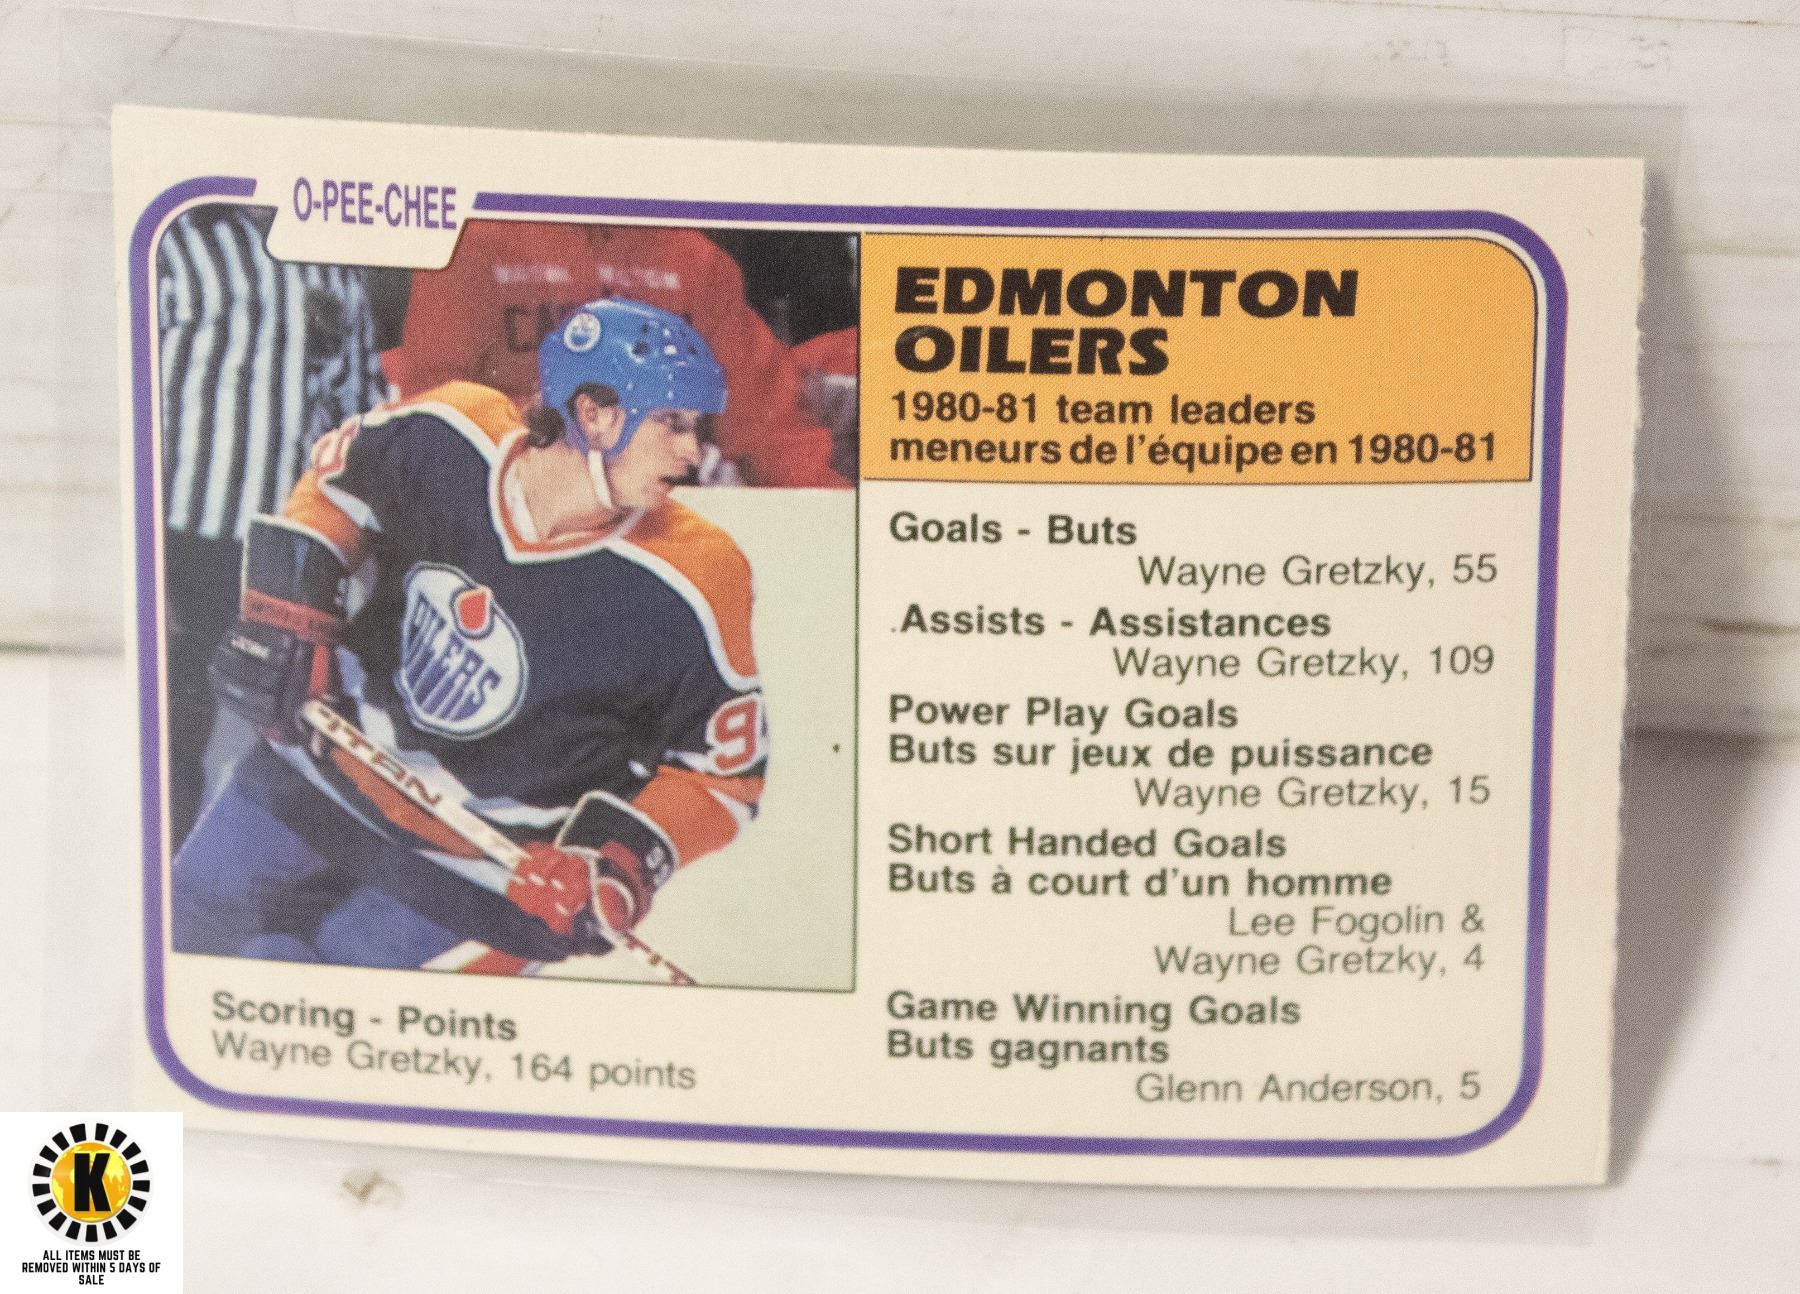 O-PEE-CHEE
EDMONTON
OILERS
1980-81 team leaders
meneurs de l'équipe en 1980-81
Goals - Buts
Wayne Gretzky, 55
Assists - Assistances
Wayne Gretzky, 109
Power Play Goals
Buts sur jeux de puissance
Wayne Gretzky, 15
Short Handed Goals
Buts à court d'un homme
Lee Fogolin &
Wayne Gretzky, 4
Game Winning Goals
Buts gagnants
Glenn Anderson, 5
Scoring - Points
Wayne Gretzky, 164 points
OILERS
9
TITAN
99
K
ALL ITEMS MUST BE
REMOVED WITHIN 5 DAYS OF
SALE